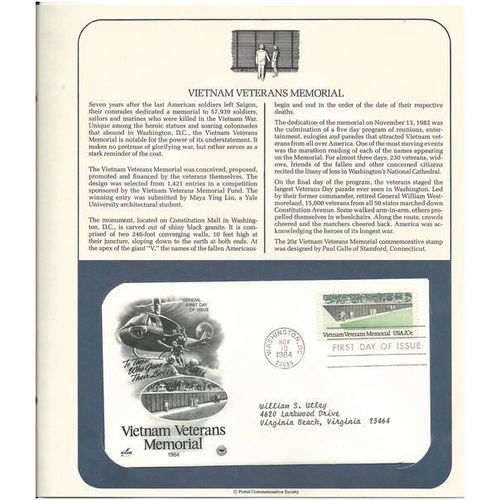 VIETNAM VETERANS MEMORIAL
Seven years after the last American soldiers left Saigon,
their comrades dedicated a memorial to 57,939 soldiers,
sailors and marines who were killed in the Vietnam War.
Unique among the heroic statues and soaring colonnades
that abound in Washington, D.C., the Vietnam Veterans
Memorial is notable for the power of its understatement. It
makes no pretense of glorifying war, but rather serves as a
stark reminder of the cost.
The Vietnam Veterans Memorial was conceived, proposed,
promoted and financed by the veterans themselves. The
design was selected from 1,421 entries in a competition
sponsored by the Vietnam Veterans Memorial Fund. The
winning entry was submitted by Maya Ying Lin, a Yale
University architectural student.
The monument, located on Constitution Mall in Washing-
ton, D.C., is carved out of shiny black granite. It is com-
prised of two 246-foot converging walls, 10 feet high at
their juncture, sloping down to the earth at both ends. At
the apex of the giant "V," the names of the fallen Americans
begin and end in the order of the date of their respective
deaths.
The dedication of the memorial on November 13, 1982 was
the culmination of a five day program of reunions, enter-
tainment, eulogies and parades that attracted Vietnam vet-
erans from all over America. One of the most moving events
was the marathon reading of each of the names appearing
on the Memorial. For almost three days, 230 veterans, wid-
ows, friends of the fallen and other concerned citizens
recited the litany of loss in Washington's National Cathedral.
On the final day of the program, the veterans staged the
largest Veterans Day parade ever seen in Washington. Led
by their former commander, retired General William West-
moreland, 15,000 veterans from all 50 states marched down
Constitution Avenue. Some walked arm-in-arm, others pro-
pelled themselves in wheelchairs. Along the route, crowds
cheered and the marchers cheered back. America was ac-
knowledging the heroes of its longest war.
The 20¢ Vietnam Veterans Memorial commemorative stamp
was designed by Paul Calle of Stamford, Connecticut.
OFFICIAL
FIRST DAY
OF ISSUE
To Those
Who Gave
Their
Vietnam Veterans
Memorial
1984
Vietnam Veterans Memorial USA 20c
WASHINGTON, DC
NOV
10
1984
20066
FIRST DAY OF ISSUE
William S. Utley
4620 Larkwood Drive
Virginia Beach, Virginia 23464
© Postal Commemorative Society